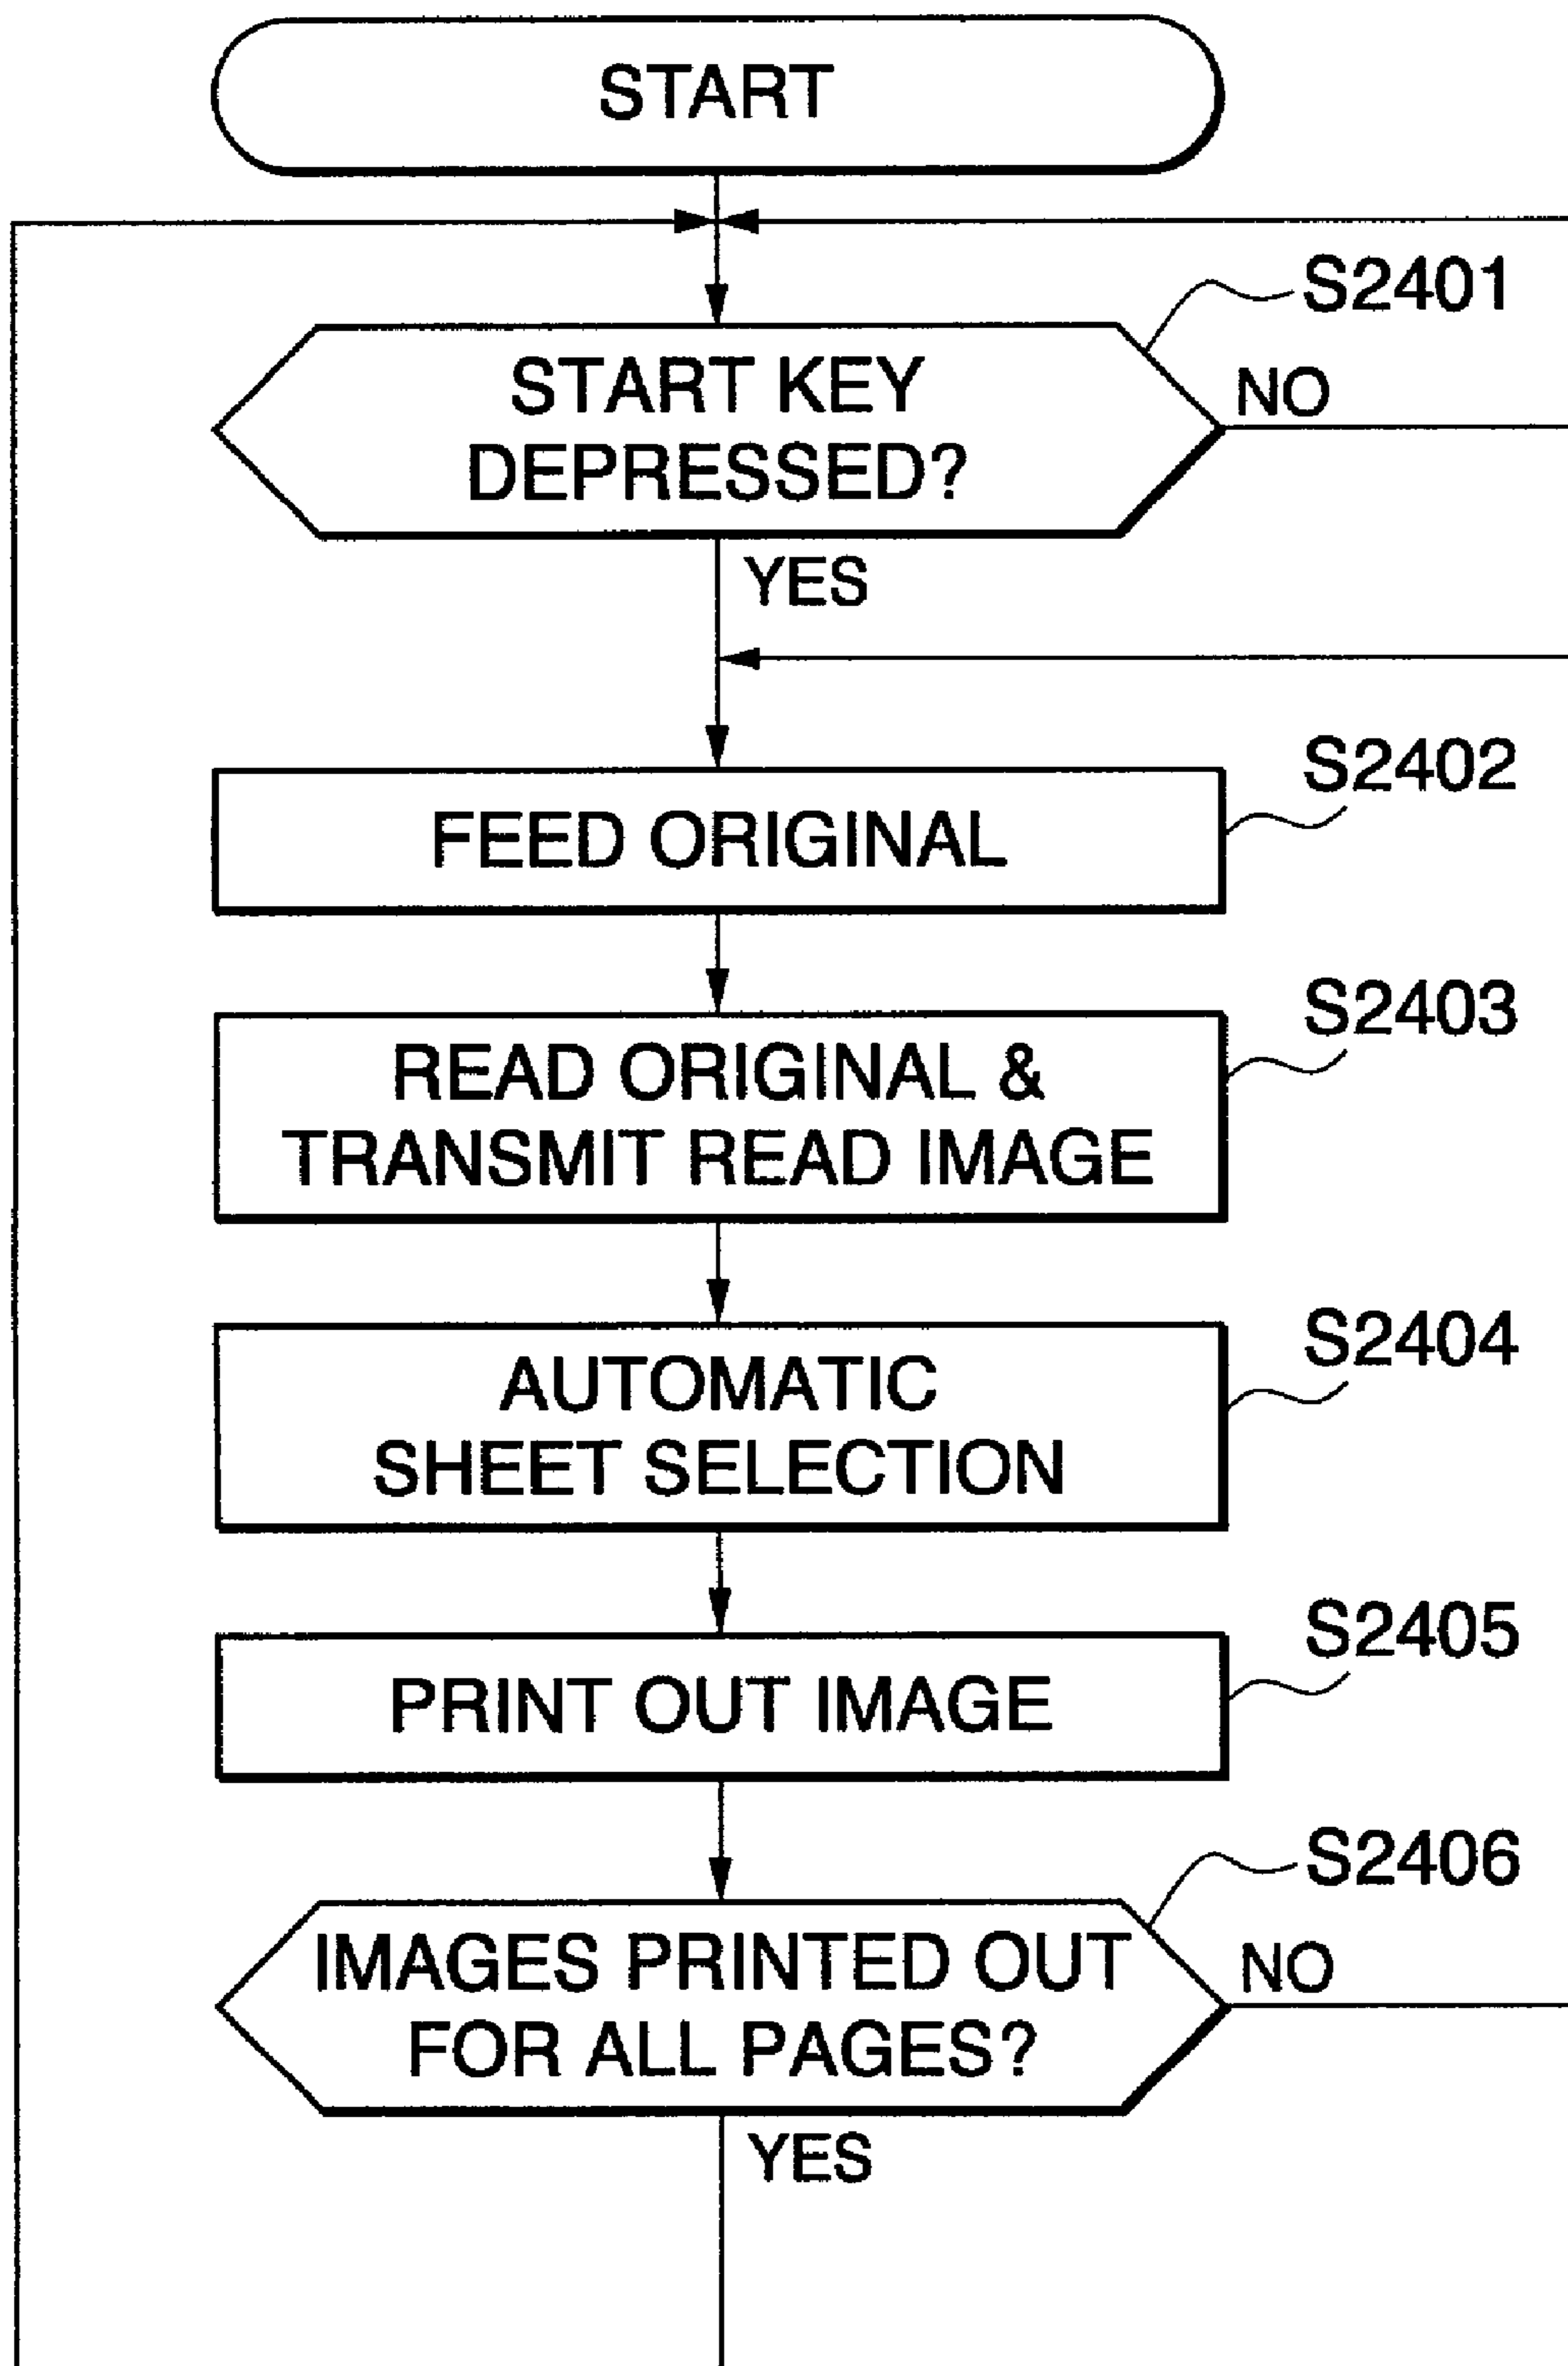 START
S2401
START KEY
DEPRESSED?
NO
YES
S2402
FEED ORIGINAL
S2403
READ ORIGINAL &
TRANSMIT READ IMAGE
S2404
AUTOMATIC
SHEET SELECTION
S2405
PRINT OUT IMAGE
S2406
IMAGES PRINTED OUT
FOR ALL PAGES?
NO
YES